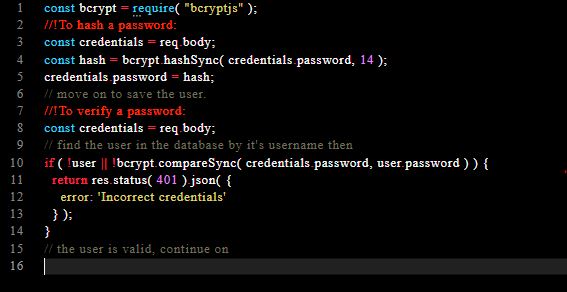 1 const bcrypt = require( "bcryptjs" );
2 //!To hash a password:
3 const credentials = req.body;
4 const hash = bcrypt.hashSync( credentials.password, 14 );
5 credentials.password = hash;
6 // move on to save the user.
7 //!To verify a password:
8 const credentials = req.body;
9 // find the user in the database by it's username then
10 if ( !user || !bcrypt.compareSync( credentials.password, user.password ) ) {
11 return res.status( 401 ).json( {
12 error: 'Incorrect credentials'
13 } );
14 }
15 // the user is valid, continue on
16